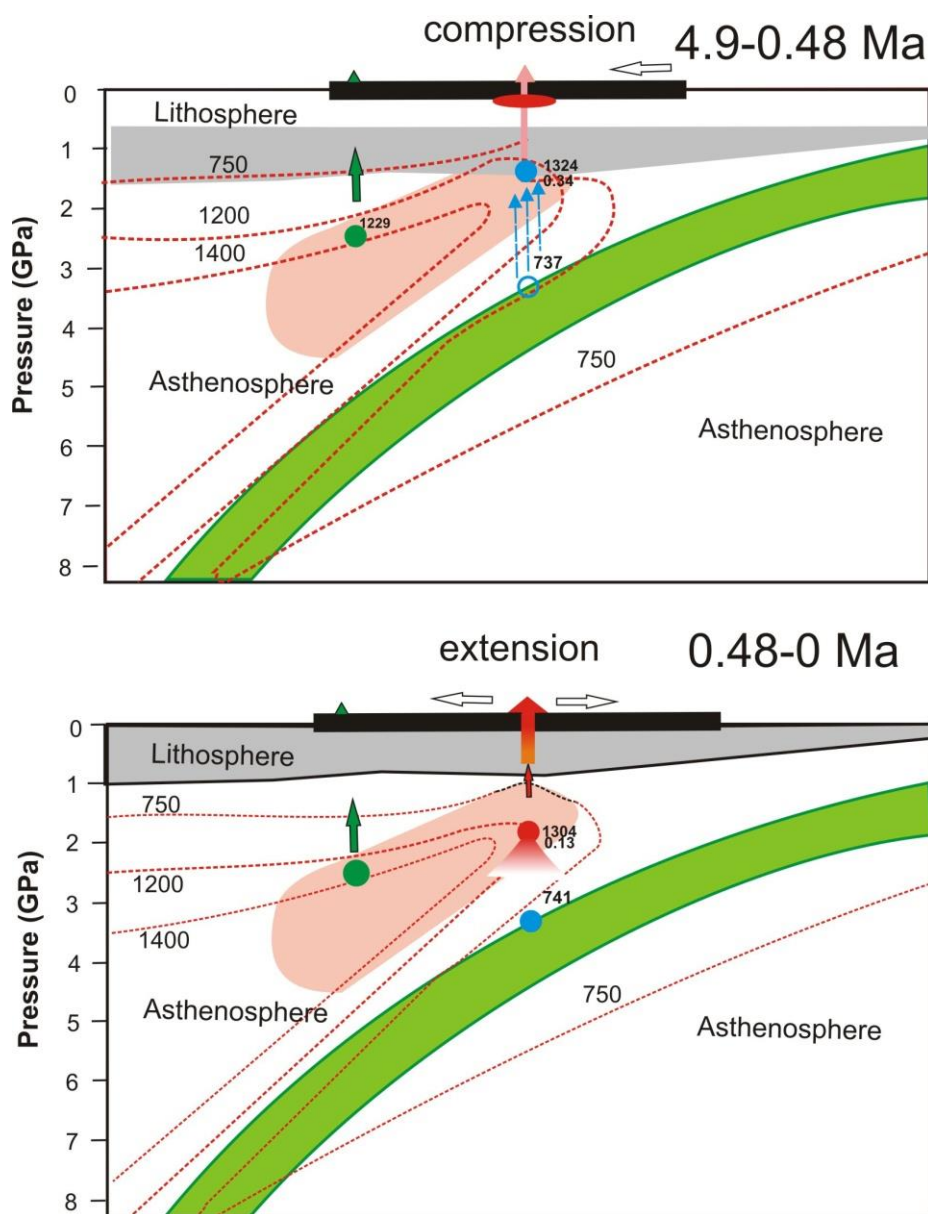 compression
4.9-0.48 Ma
0
Lithosphere
1
750
1324
0.34
2
1200
1229
1400
737
3
4
750
Asthenosphere
5
Asthenosphere
6
7
8
Pressure (GPa)
extension
0.48-0 Ma
0
Lithosphere
1
750
2
1304
0.13
1200
741
3
1400
4
750
Asthenosphere
5
Asthenosphere
6
7
8
Pressure (GPa)